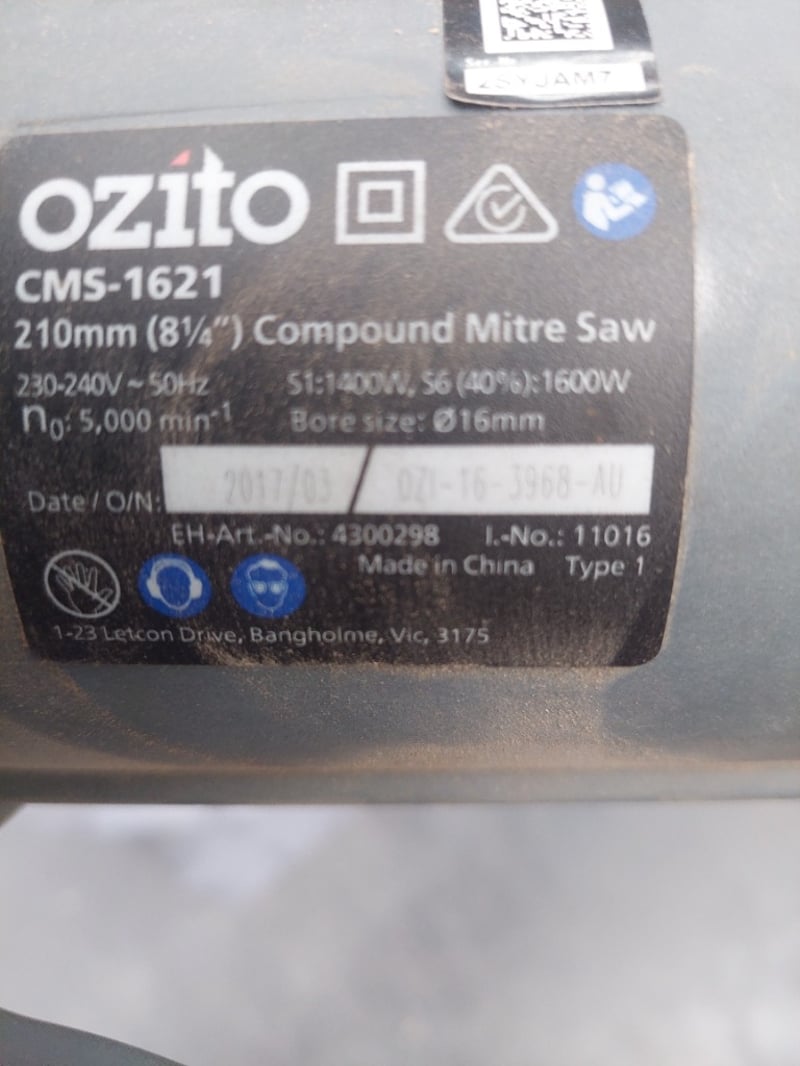 Ser. No.
ozito
CMS-1621
210mm (8¼") Compound Mitre Saw
230-240V ~ 50Hz S1:1400W, S6 (40%):1600W
n₀: 5,000 min⁻¹ Bore size: Ø16mm
Date / O/N: 2017/03 / OZI-16-3968-AU
EH-Art.-No.: 4300298 I.-No.: 11016
Made in China Type 1
1-23 Letcon Drive, Bangholme, Vic, 3175